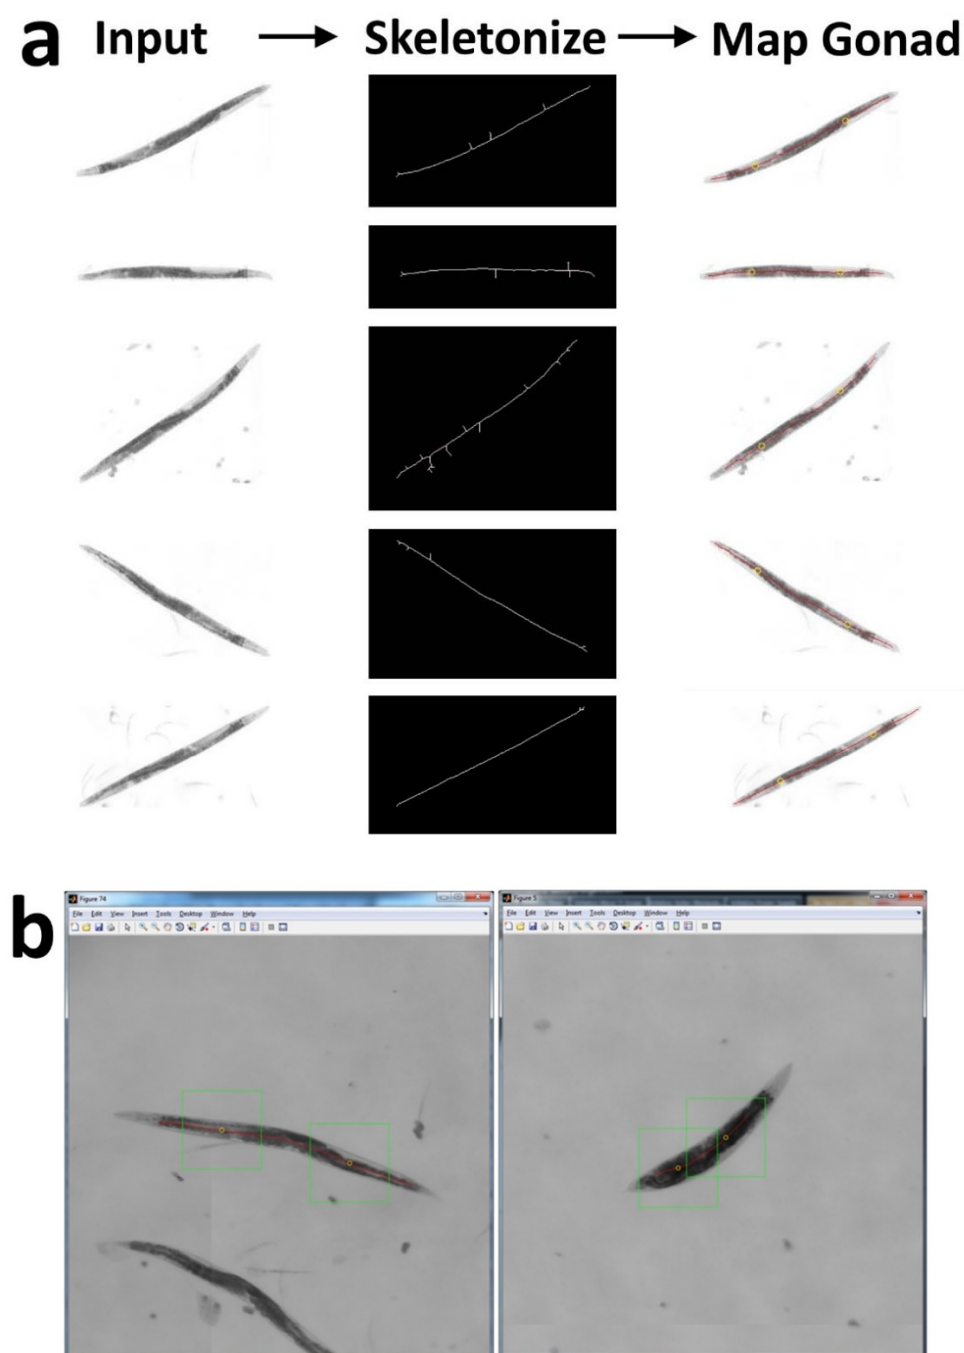 a Input → Skeletonize → Map Gonad
b
Figure 74
File Edit View Insert Tools Desktop Window Help
Figure 5
File Edit View Insert Tools Desktop Window Help